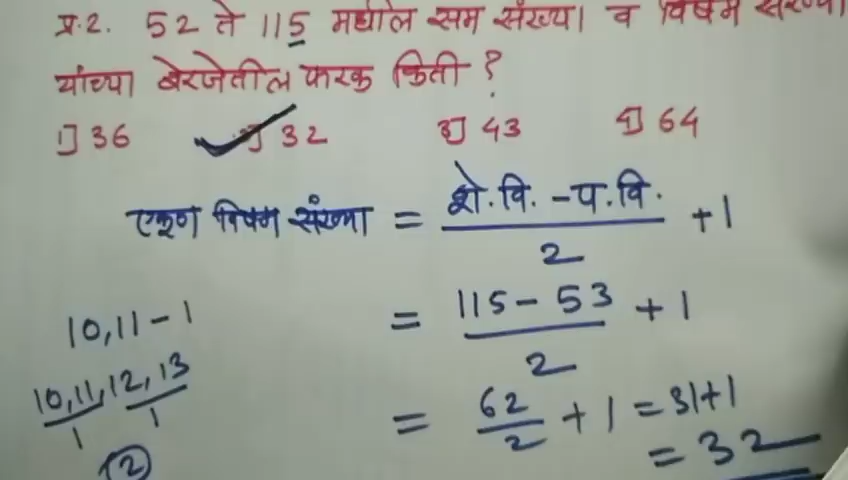 प्र.2. 52 ते 115 मधील सम संख्या व विषम संख्या
यांच्या बेरजेतील फरक किती ?
1] 36 2] 32 3] 43 4] 64
एकूण विषम संख्या = शे.वि. - प.वि. / 2 + 1
= 115 - 53 / 2 + 1
= 62 / 2 + 1 = 31+1
= 32
10,11 - 1
10,11, 12,13
1 1
2